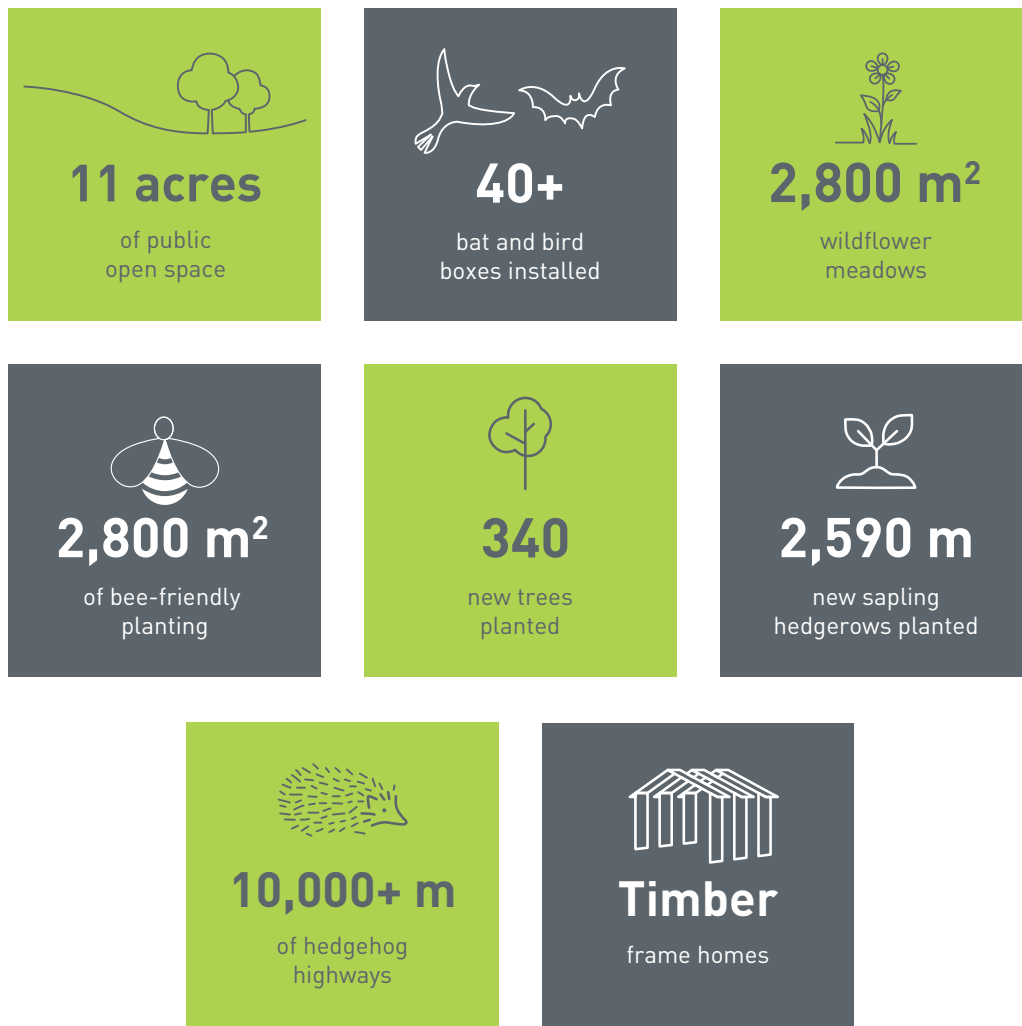 11 acres
of public
open space
40+
bat and bird
boxes installed
2,800 m²
wildflower
meadows
2,800 m²
of bee-friendly
planting
340
new trees
planted
2,590 m
new sapling
hedgerows planted
10,000+ m
of hedgehog
highways
Timber
frame homes